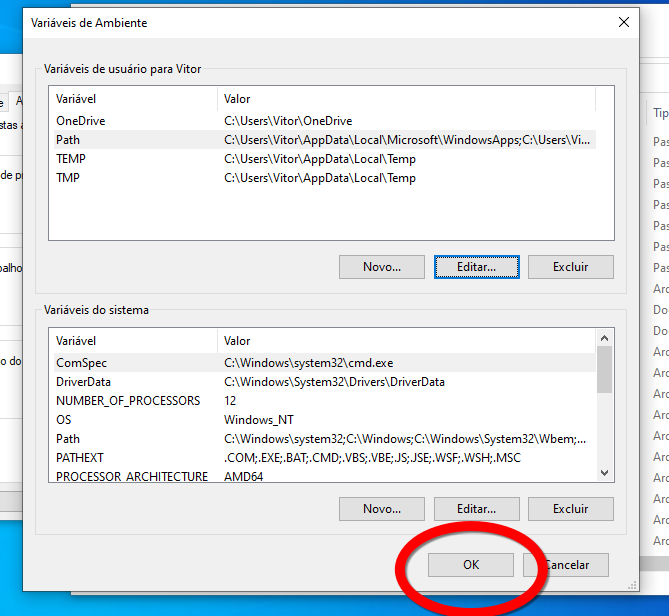 Variáveis de Ambiente
Variáveis de usuário para Vitor
Variável Valor
OneDrive C:\Users\Vitor\OneDrive
Path C:\Users\Vitor\AppData\Local\Microsoft\WindowsApps;C:\Users\Vi...
TEMP C:\Users\Vitor\AppData\Local\Temp
TMP C:\Users\Vitor\AppData\Local\Temp
Novo... Editar... Excluir
Variáveis do sistema
Variável Valor
ComSpec C:\Windows\system32\cmd.exe
DriverData C:\Windows\System32\Drivers\DriverData
NUMBER_OF_PROCESSORS 12
OS Windows_NT
Path C:\Windows\system32;C:\Windows;C:\Windows\System32\Wbem;...
PATHEXT .COM;.EXE;.BAT;.CMD;.VBS;.VBE;.JS;.JSE;.WSF;.WSH;.MSC
PROCESSOR_ARCHITECTURE AMD64
Novo... Editar... Excluir
OK Cancelar
Tip
Pas
Pas
Pas
Pas
Pas
Pas
Pas
Arc
Do
Do
Arc
Arc
Arc
Arc
Arc
Arc
Arc
Arc
Arc
Arc